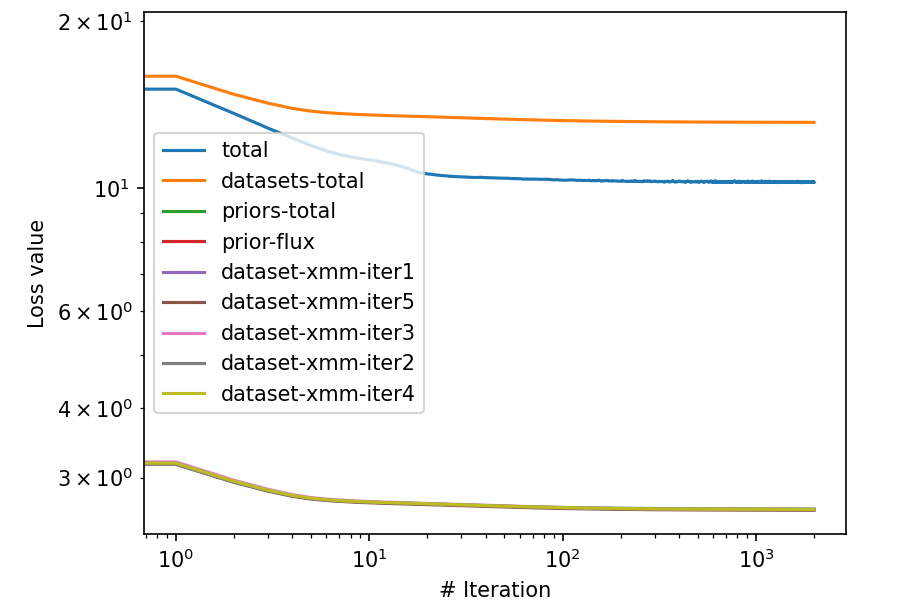 2 × 10¹
10¹
6 × 10⁰
4 × 10⁰
3 × 10⁰
Loss value
total
datasets-total
priors-total
prior-flux
dataset-xmm-iter1
dataset-xmm-iter5
dataset-xmm-iter3
dataset-xmm-iter2
dataset-xmm-iter4
10⁰ 10¹ 10² 10³
# Iteration